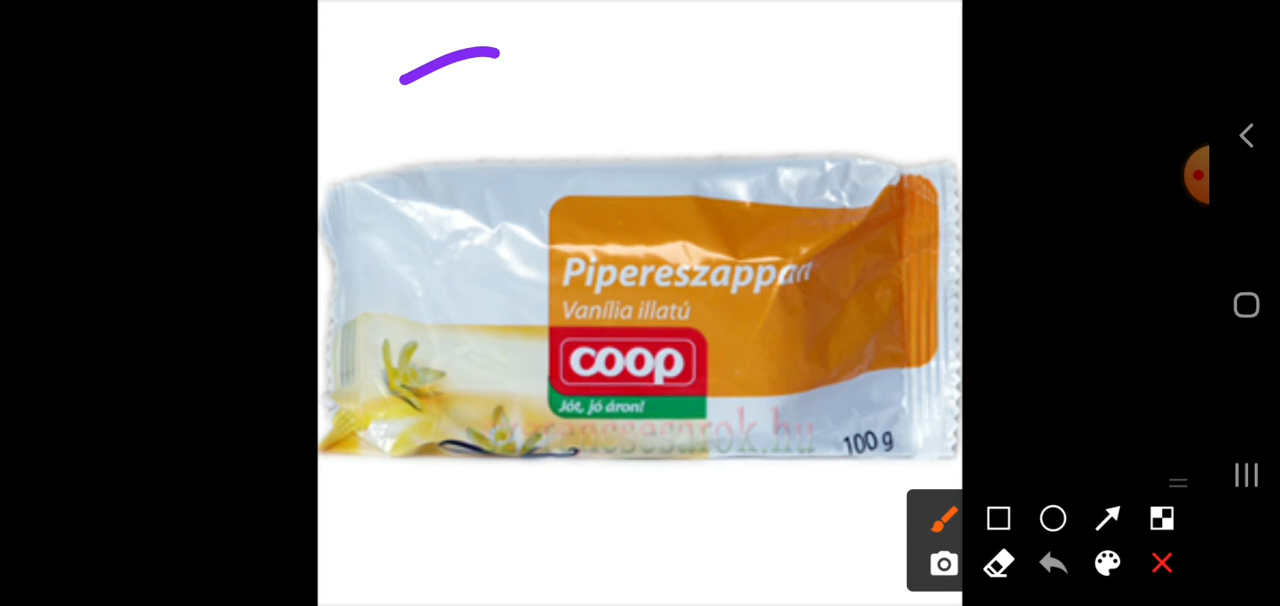 Pipereszappan
Vanília illatú
coop
Jót, jó áron!
100 g